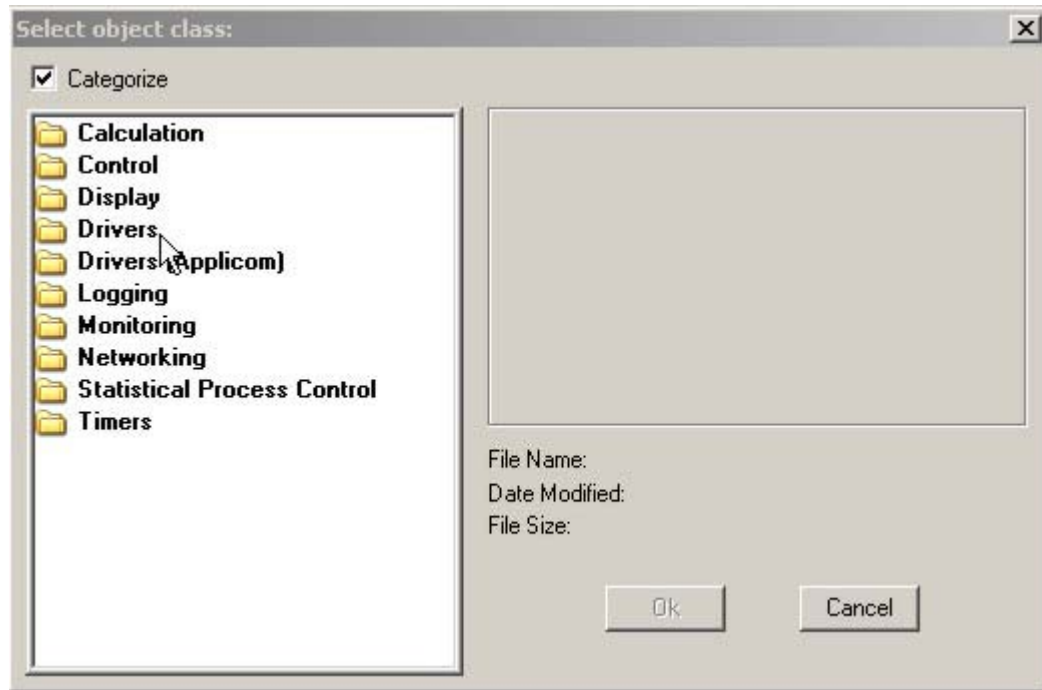 Select object class:
Categorize
Calculation
Control
Display
Drivers
Drivers (Applicom)
Logging
Monitoring
Networking
Statistical Process Control
Timers
File Name:
Date Modified:
File Size:
Ok
Cancel